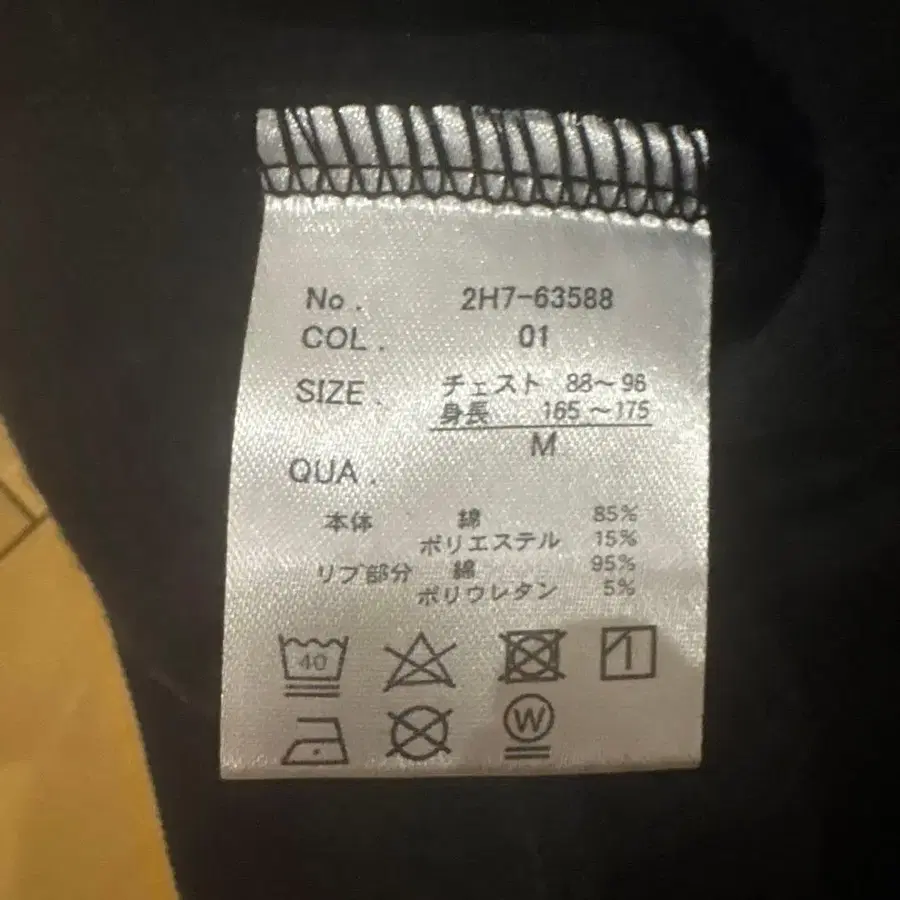 No. 2H7-63588
COL. 01
SIZE. チェスト 88～96
身長 165～175
M
QUA.
本体 綿 85%
ポリエステル 15%
リブ部分 綿 95%
ポリウレタン 5%
40
W